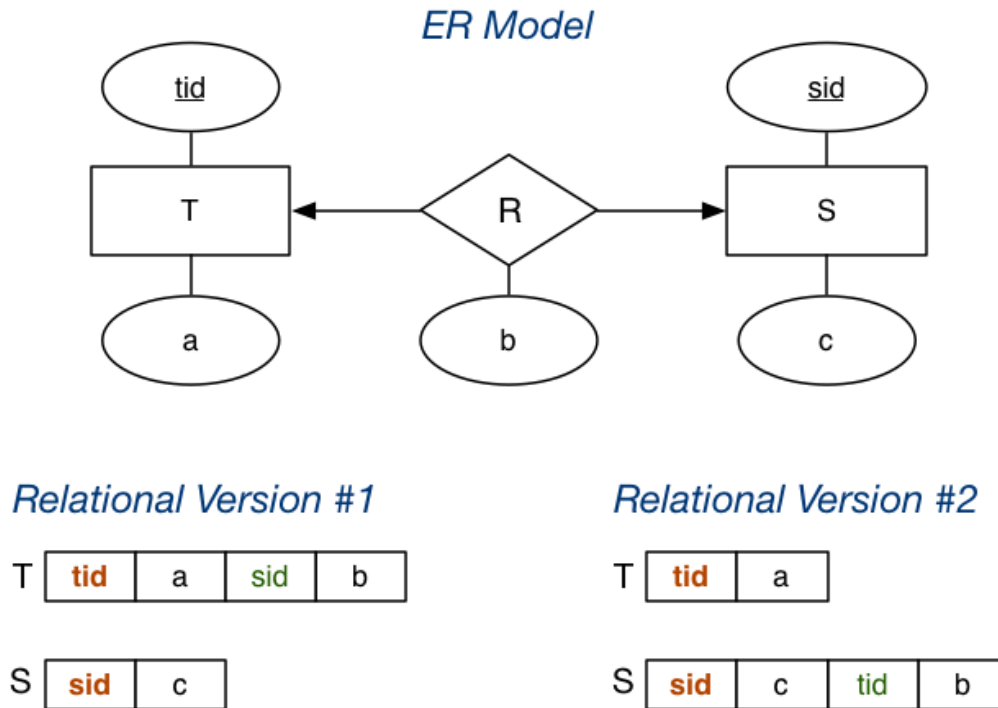 ER Model
tid
sid
T
R
S
a
b
c
Relational Version #1
Relational Version #2
T tid a sid b
T tid a
S sid c
S sid c tid b